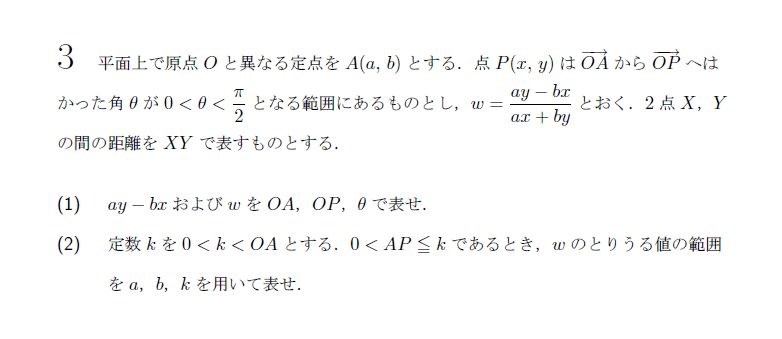 3 平面上で原点 $O$ と異なる定点を $A(a, b)$ とする．点 $P(x, y)$ は $\overrightarrow{OA}$ から $\overrightarrow{OP}$ へは
かった角 $\theta$ が $0 < \theta < \dfrac{\pi}{2}$ となる範囲にあるものとし，$w = \dfrac{ay - bx}{ax + by}$ とおく．2 点 $X$，$Y$
の間の距離を $XY$ で表すものとする．
(1) $ay - bx$ および $w$ を $OA$，$OP$，$\theta$ で表せ．
(2) 定数 $k$ を $0 < k < OA$ とする．$0 < AP \leqq k$ であるとき，$w$ のとりうる値の範囲
を $a$，$b$，$k$ を用いて表せ．